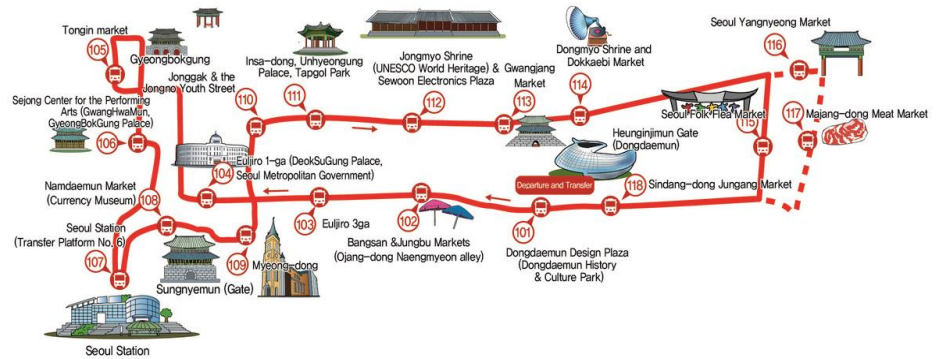 Tongin market
105
Gyeongbokgung
Jonggak & the
Jongno Youth Street
Sejong Center for the Performing
Arts (GwangHwaMun,
GyeongBokGung Palace)
106
Namdaemun Market
(Currency Museum)
108
Seoul Station
(Transfer Platform No. 6)
107
Seoul Station
Sungnyemun (Gate)
109
Myeong-dong
110
Insa-dong, Unhyeongung
Palace, Tapgol Park
111
Jongmyo Shrine
(UNESCO World Heritage) &
Sewoon Electronics Plaza
112
Gwangjang
Market
113
Dongmyo Shrine and
Dokkaebi Market
114
Seoul Folk Flea Market
115
Seoul Yangnyeong Market
116
117
Majang-dong Meat Market
Heunginjimun Gate
(Dongdaemun)
Departure and Transfer
118
Sindang-dong Jungang Market
101
Dongdaemun Design Plaza
(Dongdaemun History
& Culture Park)
102
Bangsan &Jungbu Markets
(Ojang-dong Naengmyeon alley)
103
Euljiro 3ga
104
Euljiro 1-ga (DeokSuGung Palace,
Seoul Metropolitan Government)